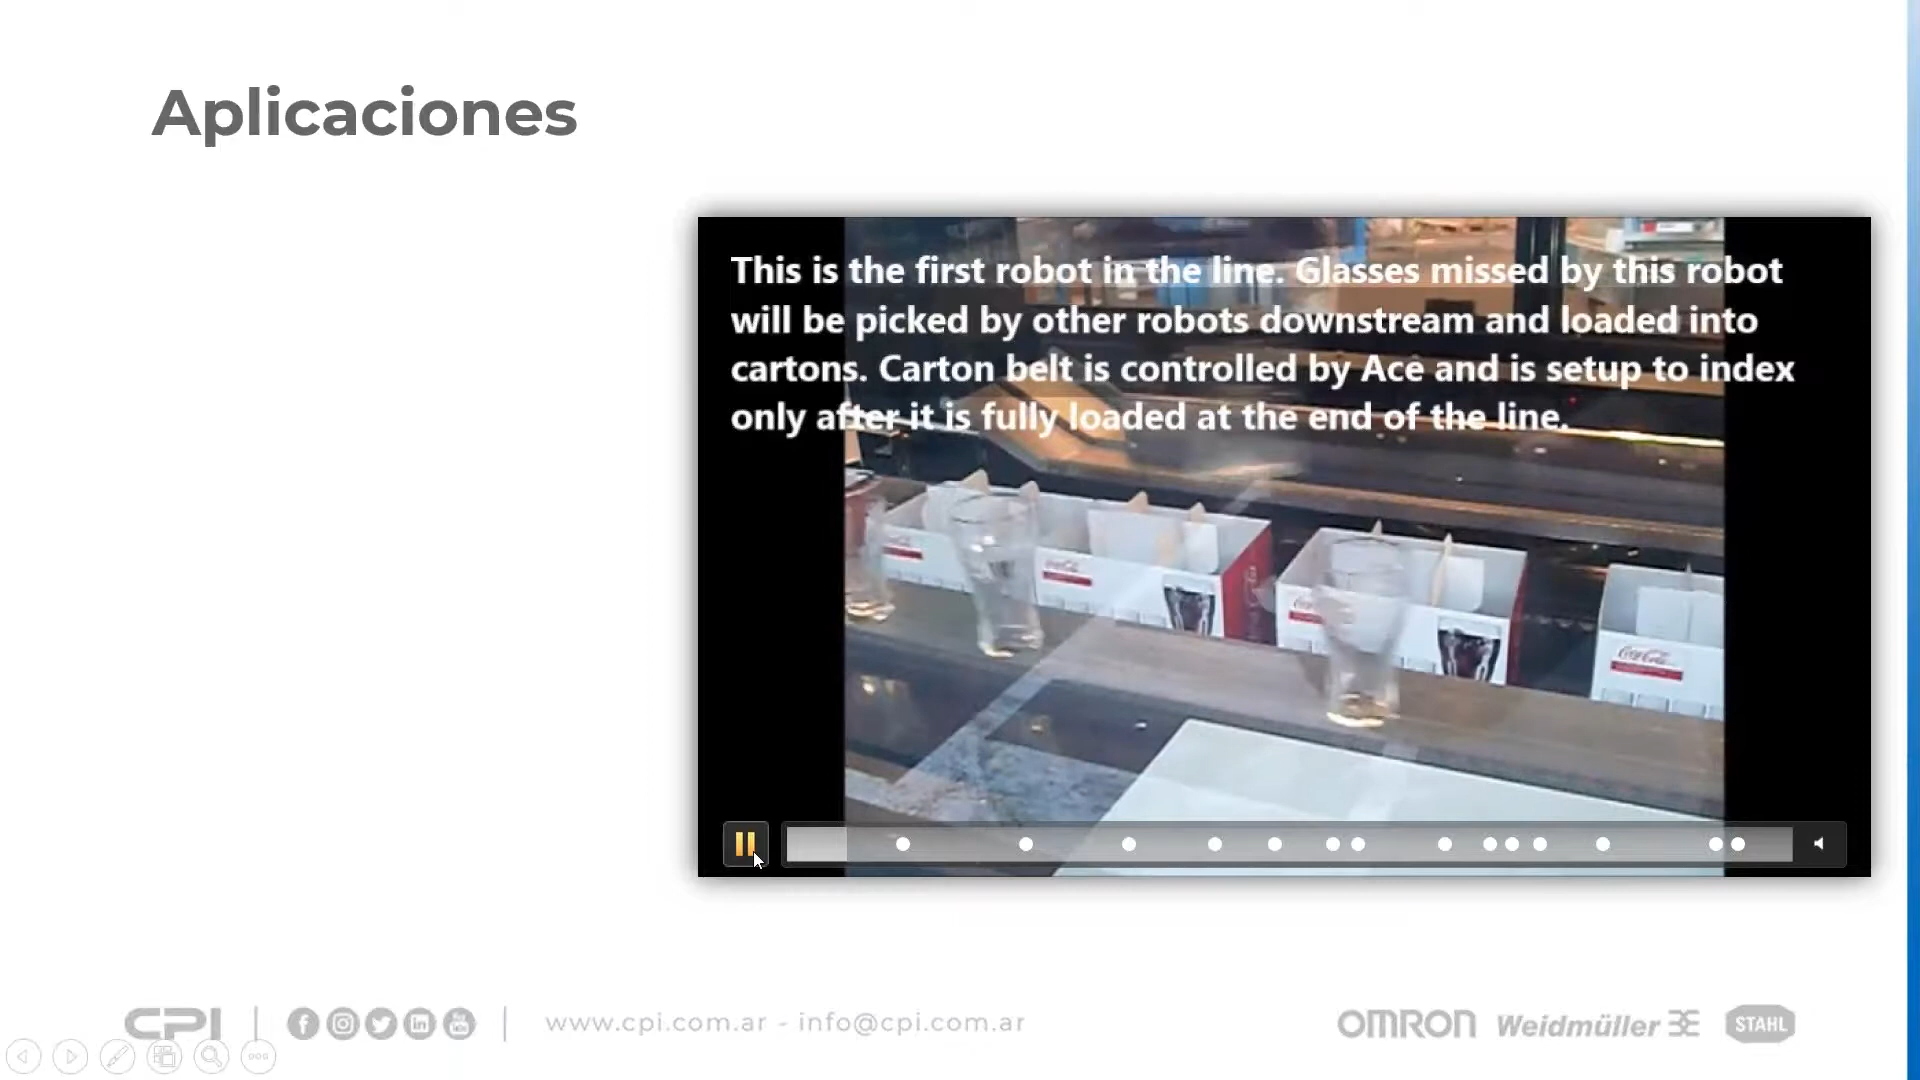 Aplicaciones
This is the first robot in the line. Glasses missed by this robot
will be picked by other robots downstream and loaded into
cartons. Carton belt is controlled by Ace and is setup to index
only after it is fully loaded at the end of the line.
Coca-Cola
CPI
www.cpi.com.ar - info@cpi.com.ar
OMRON Weidmüller STAHL